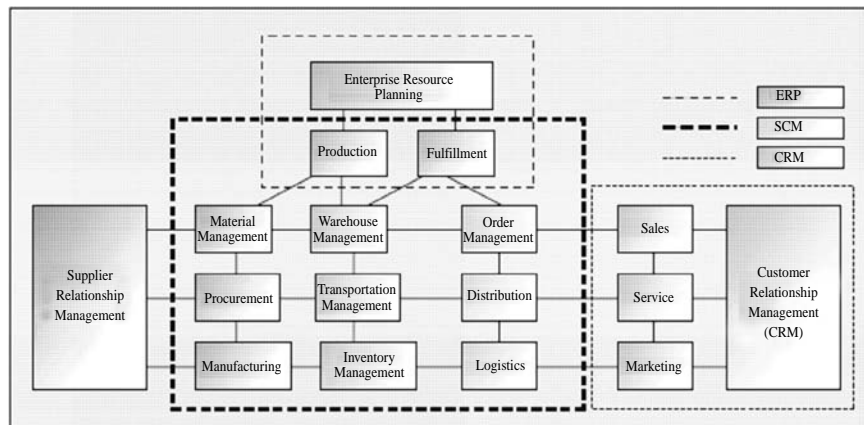 Enterprise Resource
Planning
ERP
SCM
CRM
Production
Fulfillment
Material
Management
Warehouse
Management
Order
Management
Sales
Supplier
Relationship
Management
Procurement
Transportation
Management
Distribution
Service
Customer
Relationship
Management
(CRM)
Manufacturing
Inventory
Management
Logistics
Marketing